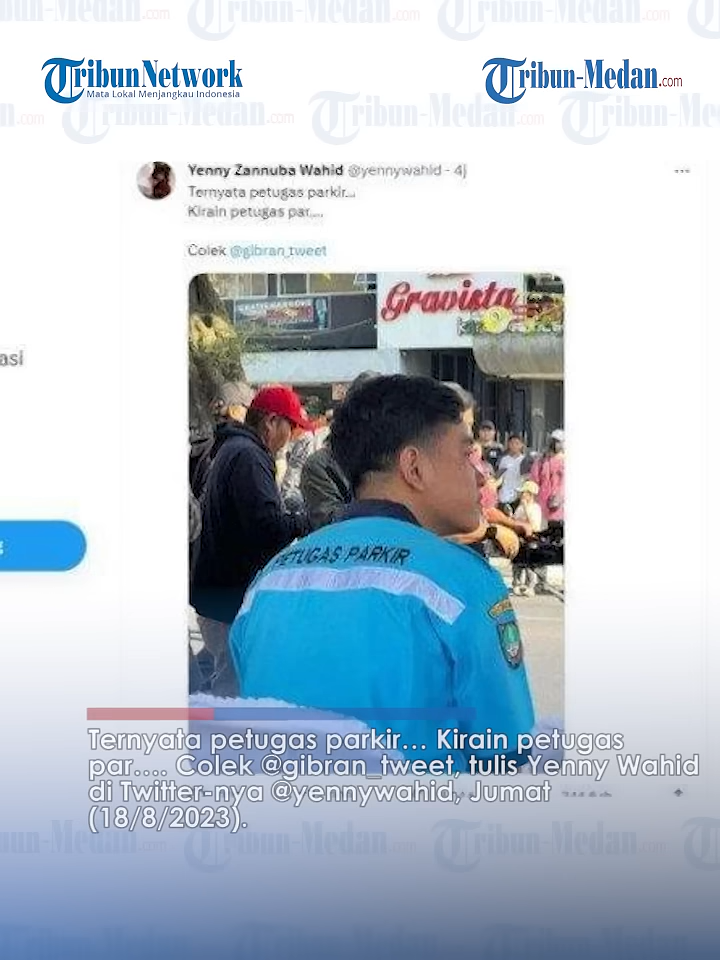 TribunNetwork
Mata Lokal Menjangkau Indonesia
Tribun-Medan.com
Yenny Zannuba Wahid @yennywahid - 4j
Ternyata petugas parkir...
Kirain petugas par....
Colek @gibran_tweet
asi
Gravista
PETUGAS PARKIR
Ternyata petugas parkir... Kirain petugas
par.... Colek @gibran_tweet, tulis Yenny Wahid
di Twitter-nya @yennywahid, Jumat
(18/8/2023).